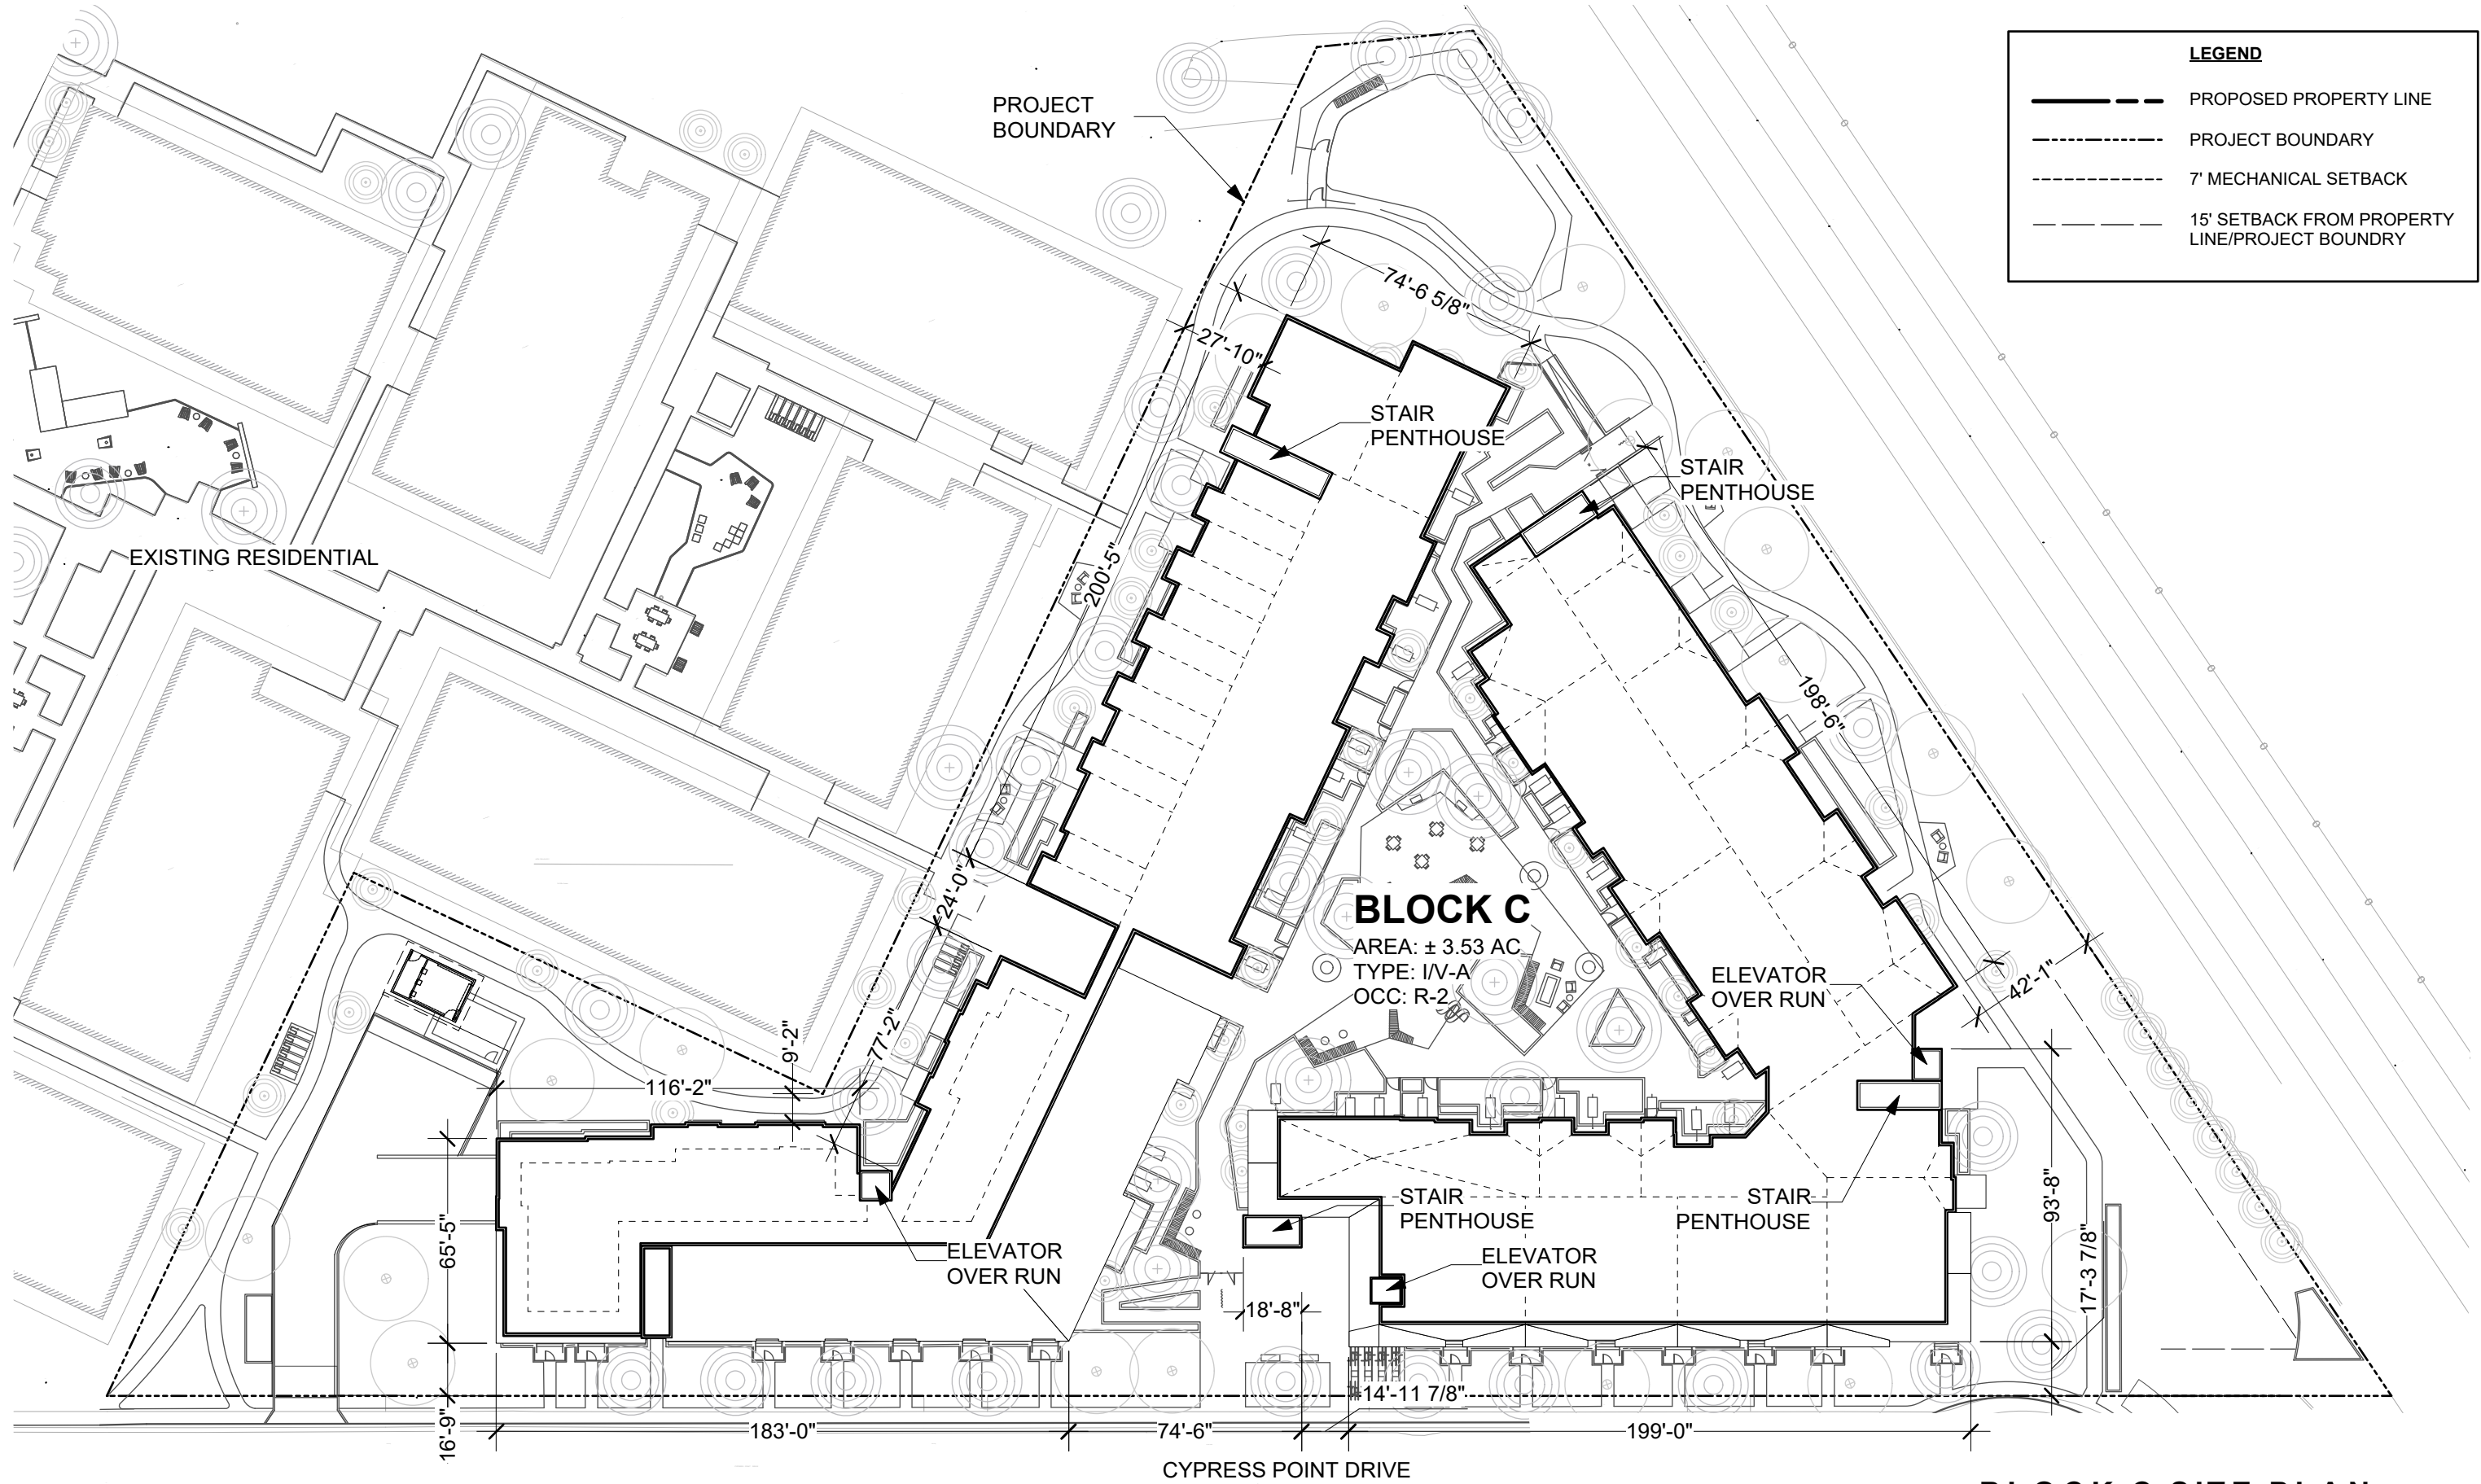 LEGEND
PROPOSED PROPERTY LINE
PROJECT BOUNDARY
7' MECHANICAL SETBACK
15' SETBACK FROM PROPERTY
LINE/PROJECT BOUNDRY
PROJECT
BOUNDARY
74'-6 5/8"
27'-10"
STAIR
PENTHOUSE
STAIR
PENTHOUSE
EXISTING RESIDENTIAL
200'-5"
198'-6"
24'-0"
BLOCK C
AREA: ± 3.53 AC
TYPE: I/V-A
OCC: R-2
ELEVATOR
OVER RUN
42'-1"
77'-2"
9'-2"
116'-2"
65'-5"
STAIR
PENTHOUSE
STAIR
PENTHOUSE
93'-8"
17'-3 7/8"
ELEVATOR
OVER RUN
ELEVATOR
OVER RUN
18'-8"
14'-11 7/8"
16'-9"
183'-0"
74'-6"
199'-0"
CYPRESS POINT DRIVE
BLOCK C SITE PLAN